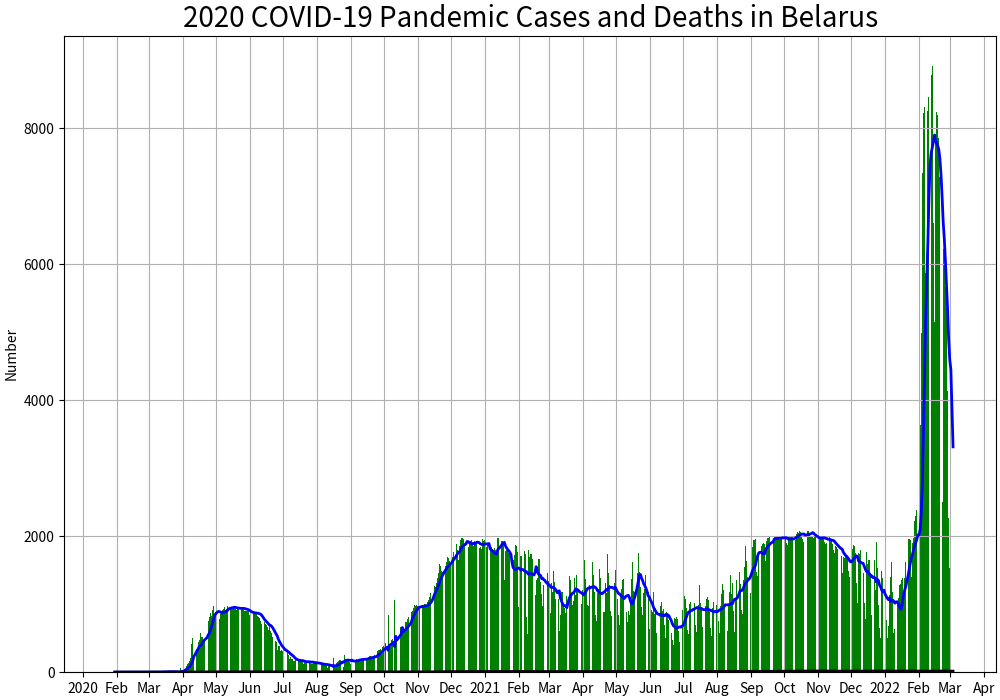 2020 COVID-19 Pandemic Cases and Deaths in Belarus
8000
6000
4000
2000
0
Number
2020 Feb Mar Apr May Jun Jul Aug Sep Oct Nov Dec 2021 Feb Mar Apr May Jun Jul Aug Sep Oct Nov Dec 2022 Feb Mar Apr